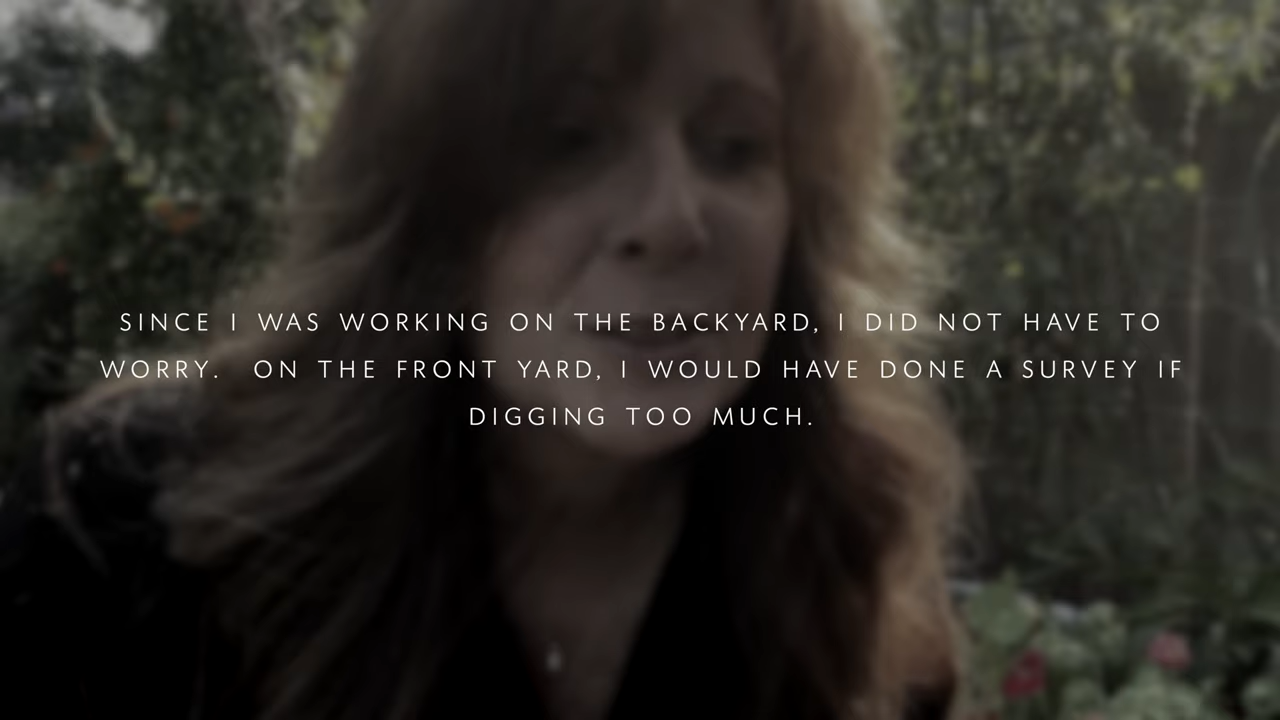 SINCE I WAS WORKING ON THE BACKYARD, I DID NOT HAVE TO
WORRY.  ON THE FRONT YARD, I WOULD HAVE DONE A SURVEY IF
DIGGING TOO MUCH.